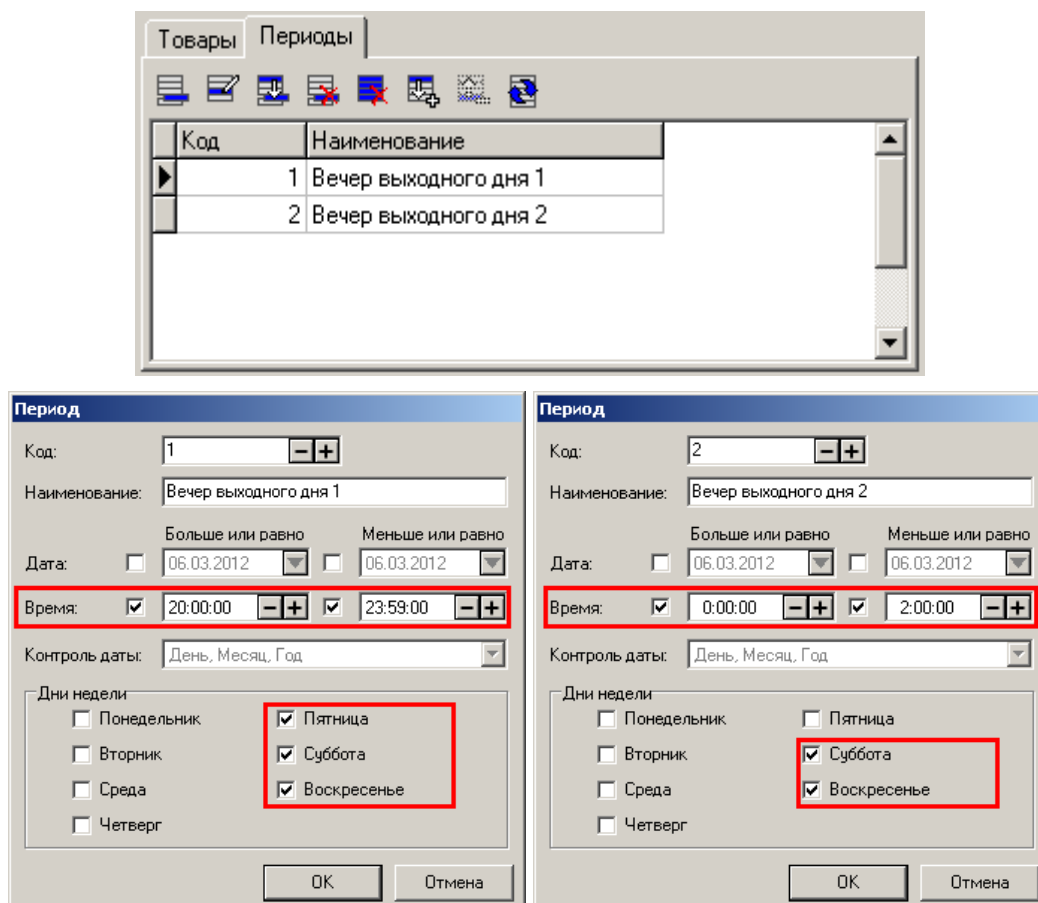 Товары Периоды
Код Наименование
1 Вечер выходного дня 1
2 Вечер выходного дня 2
Период
Код: 1
Наименование: Вечер выходного дня 1
Больше или равно Меньше или равно
Дата: 06.03.2012 06.03.2012
Время: 20:00:00 23:59:00
Контроль даты: День, Месяц, Год
Дни недели
Понедельник Пятница
Вторник Суббота
Среда Воскресенье
Четверг
OK Отмена
Период
Код: 2
Наименование: Вечер выходного дня 2
Больше или равно Меньше или равно
Дата: 06.03.2012 06.03.2012
Время: 0:00:00 2:00:00
Контроль даты: День, Месяц, Год
Дни недели
Понедельник Пятница
Вторник Суббота
Среда Воскресенье
Четверг
OK Отмена